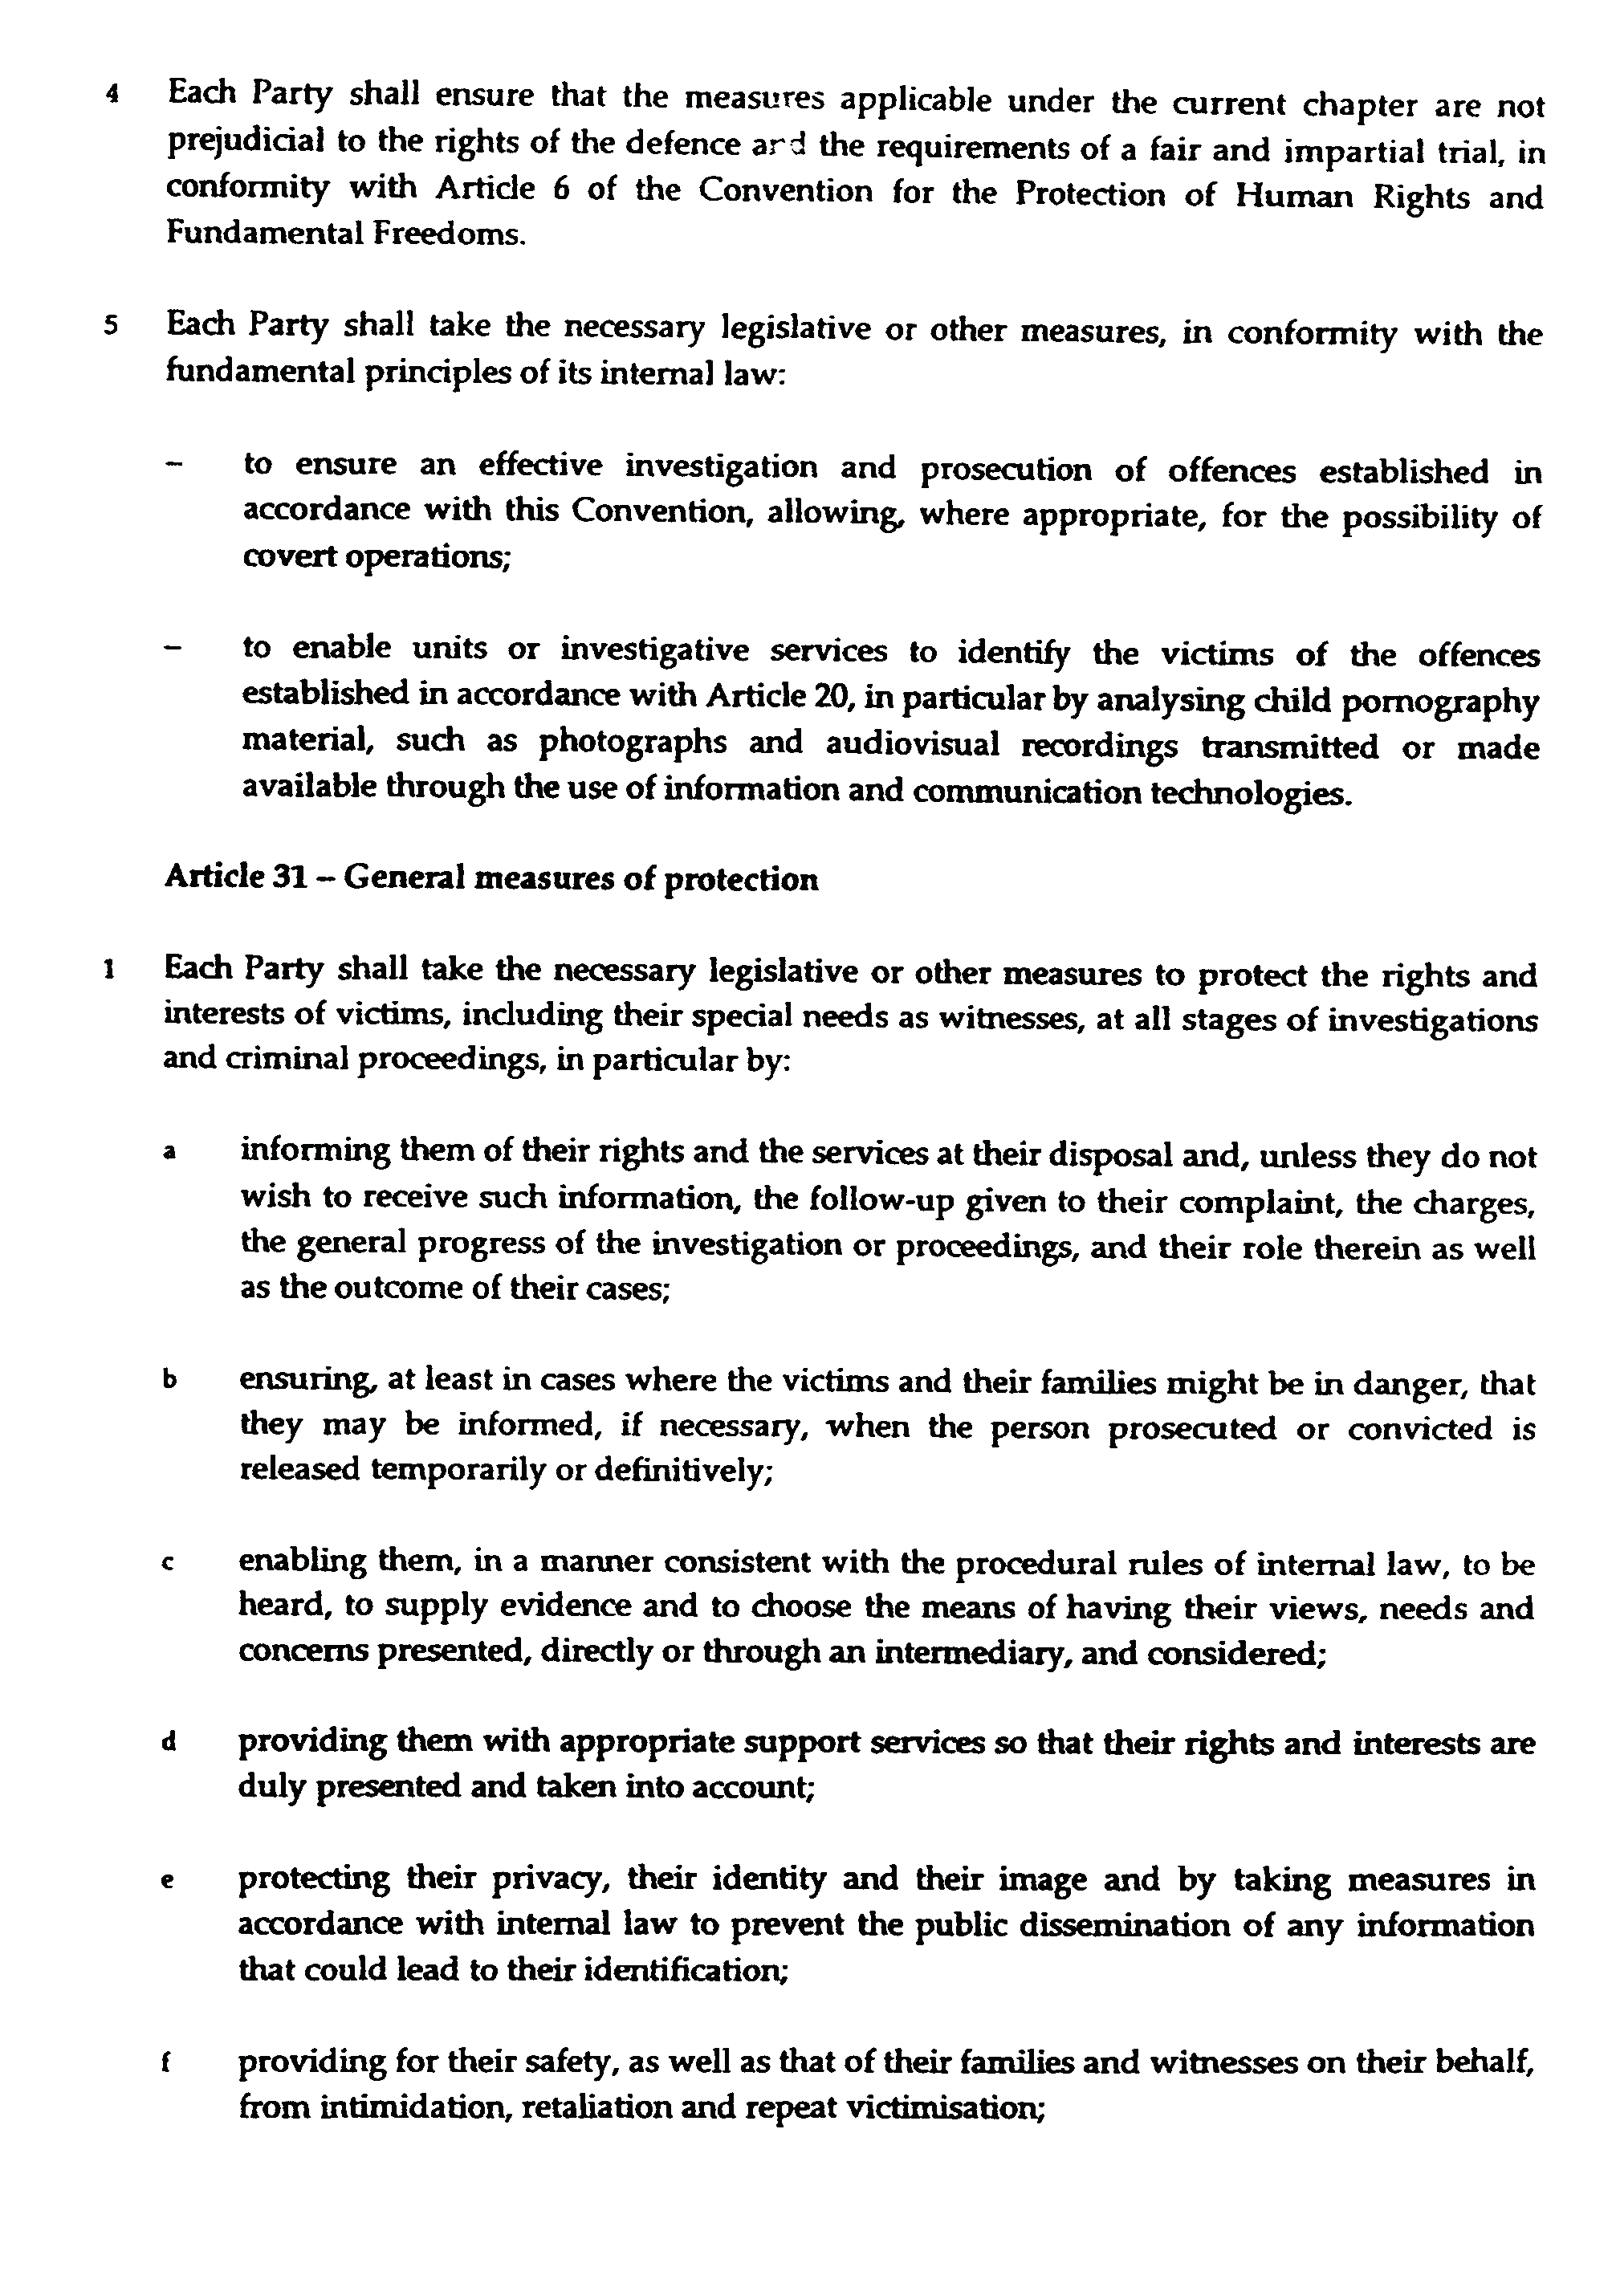 4 Each Party shall ensure that the measures applicable under the current chapter are not
prejudicial to the rights of the defence and the requirements of a fair and impartial trial, in
conformity with Article 6 of the Convention for the Protection of Human Rights and
Fundamental Freedoms.
5 Each Party shall take the necessary legislative or other measures, in conformity with the
fundamental principles of its internal law:
– to ensure an effective investigation and prosecution of offences established in
accordance with this Convention, allowing, where appropriate, for the possibility of
covert operations;
– to enable units or investigative services to identify the victims of the offences
established in accordance with Article 20, in particular by analysing child pornography
material, such as photographs and audiovisual recordings transmitted or made
available through the use of information and communication technologies.
Article 31 – General measures of protection
1 Each Party shall take the necessary legislative or other measures to protect the rights and
interests of victims, including their special needs as witnesses, at all stages of investigations
and criminal proceedings, in particular by:
a informing them of their rights and the services at their disposal and, unless they do not
wish to receive such information, the follow-up given to their complaint, the charges,
the general progress of the investigation or proceedings, and their role therein as well
as the outcome of their cases;
b ensuring, at least in cases where the victims and their families might be in danger, that
they may be informed, if necessary, when the person prosecuted or convicted is
released temporarily or definitively;
c enabling them, in a manner consistent with the procedural rules of internal law, to be
heard, to supply evidence and to choose the means of having their views, needs and
concerns presented, directly or through an intermediary, and considered;
d providing them with appropriate support services so that their rights and interests are
duly presented and taken into account;
e protecting their privacy, their identity and their image and by taking measures in
accordance with internal law to prevent the public dissemination of any information
that could lead to their identification;
f providing for their safety, as well as that of their families and witnesses on their behalf,
from intimidation, retaliation and repeat victimisation;